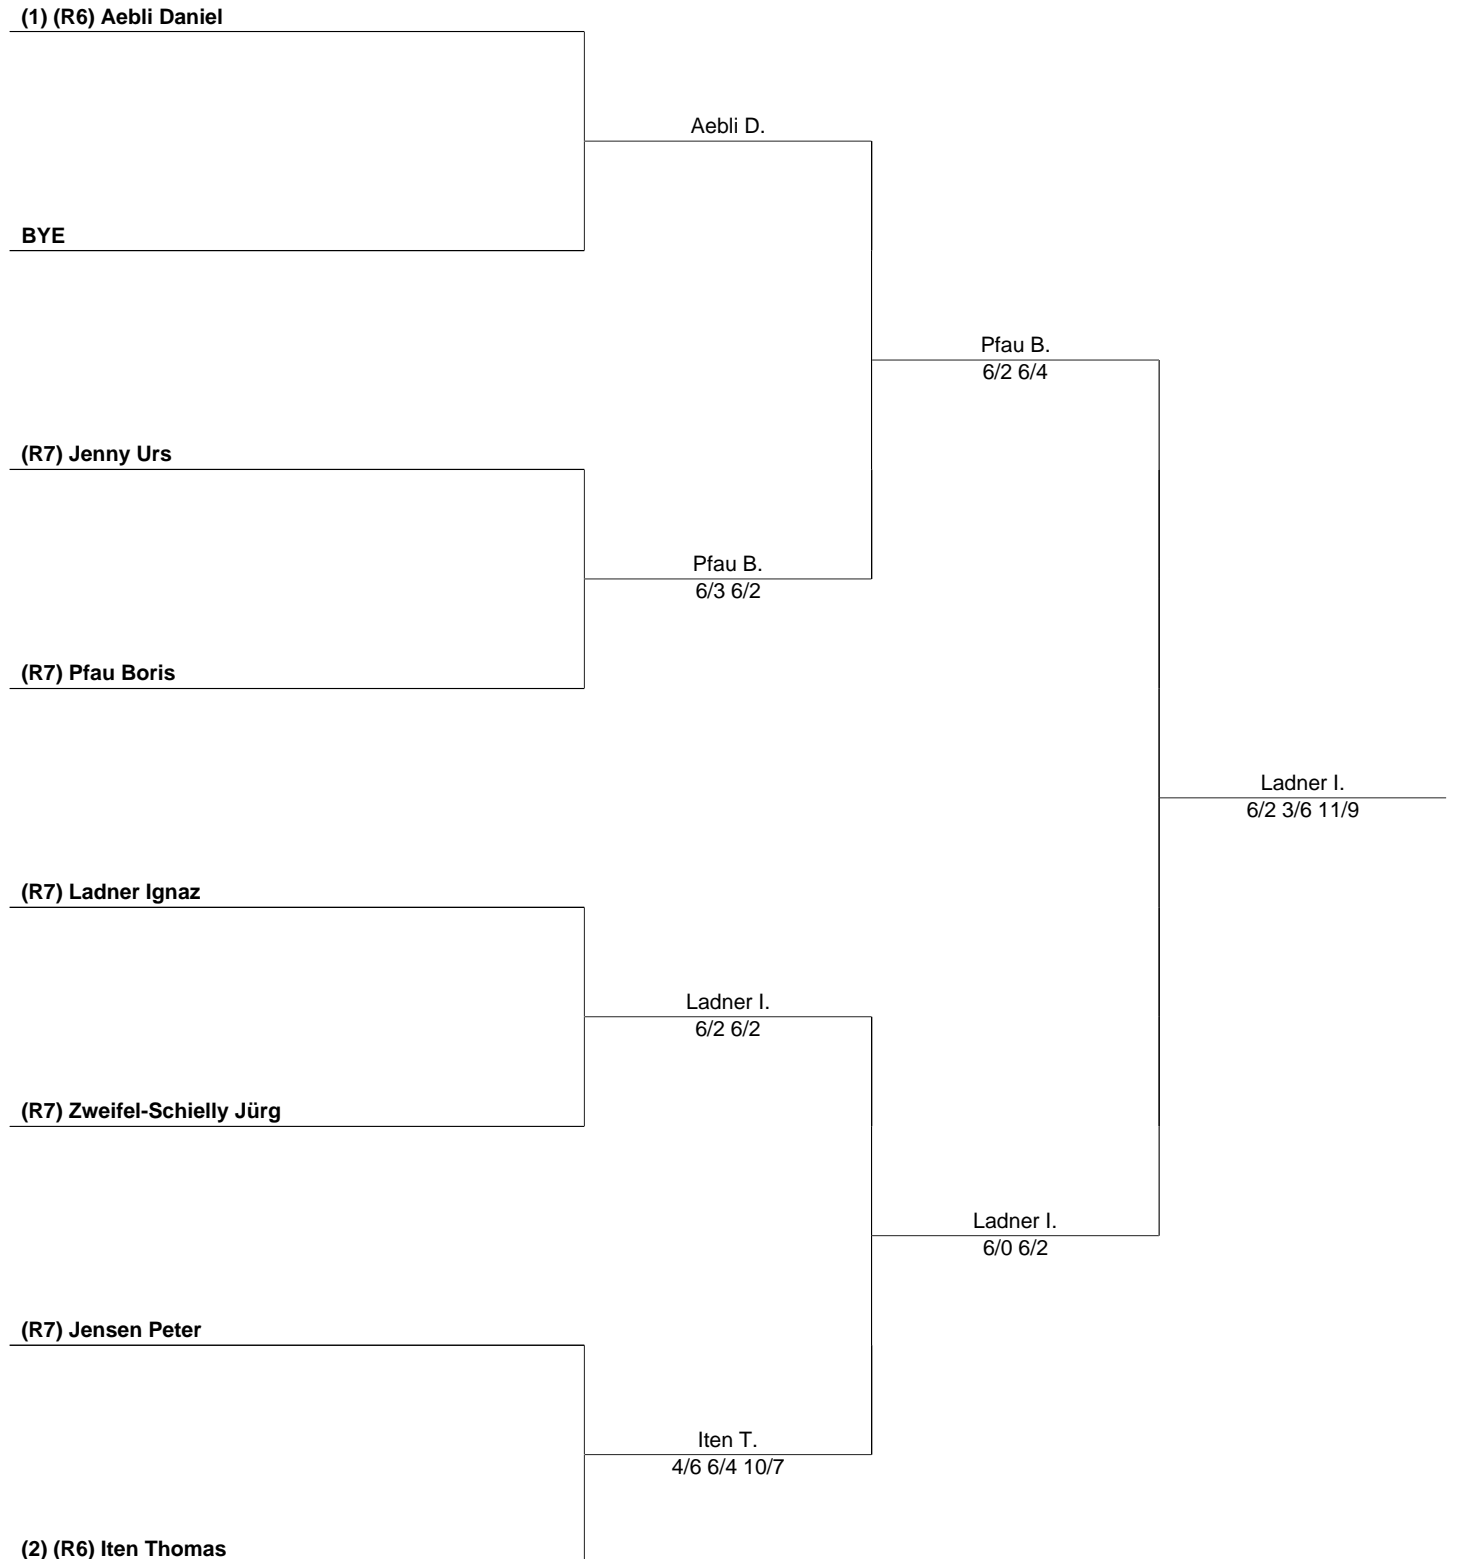 (1) (R6) Aebli Daniel
Aebli D.
BYE
Pfau B.
6/2 6/4
(R7) Jenny Urs
Pfau B.
6/3 6/2
(R7) Pfau Boris
Ladner I.
6/2 3/6 11/9
(R7) Ladner Ignaz
Ladner I.
6/2 6/2
(R7) Zweifel-Schielly Jürg
Ladner I.
6/0 6/2
(R7) Jensen Peter
Iten T.
4/6 6/4 10/7
(2) (R6) Iten Thomas